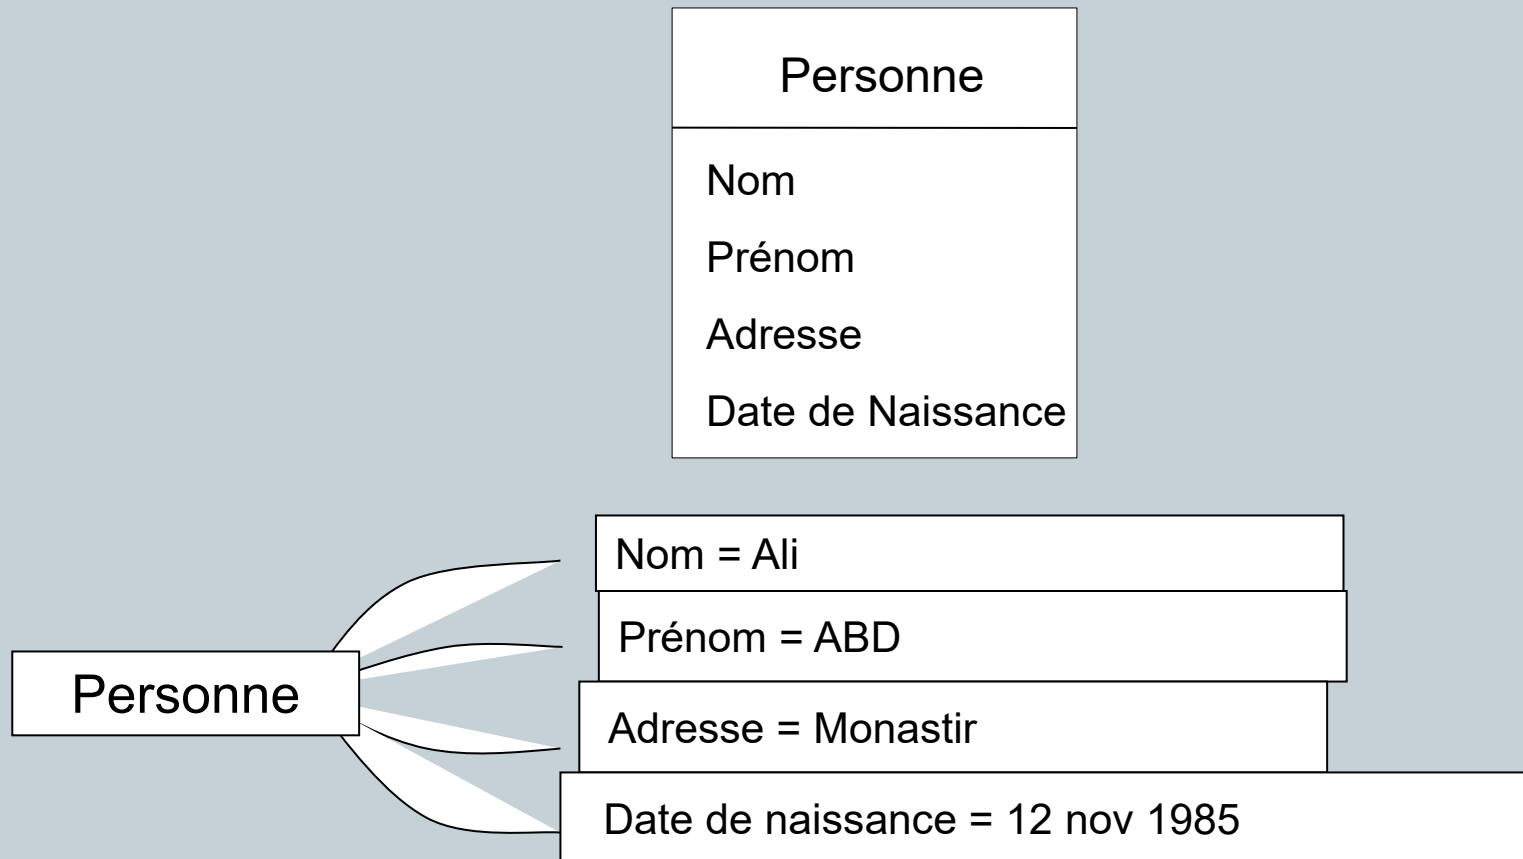 Personne
Nom
Prénom
Adresse
Date de Naissance
Nom = Ali
Prénom = ABD
Personne
Adresse = Monastir
Date de naissance = 12 nov 1985